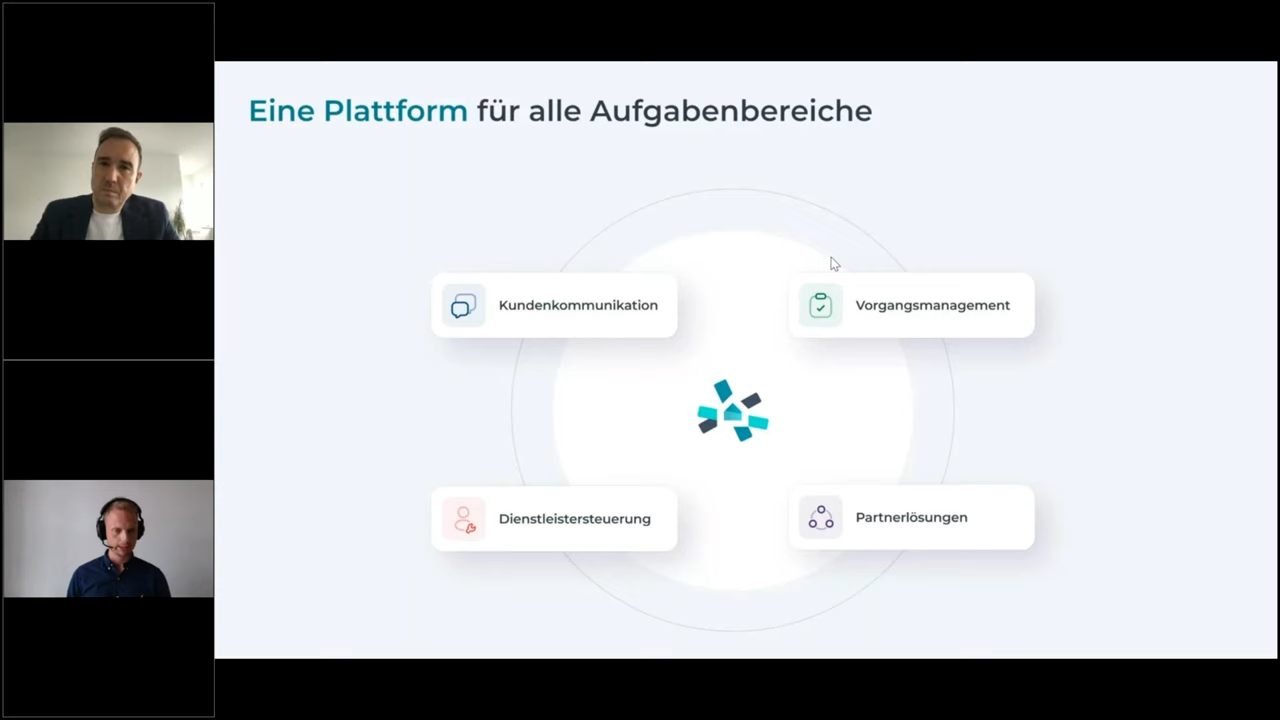 Eine Plattform für alle Aufgabenbereiche
Kundenkommunikation
Vorgangsmanagement
Dienstleistersteuerung
Partnerlösungen